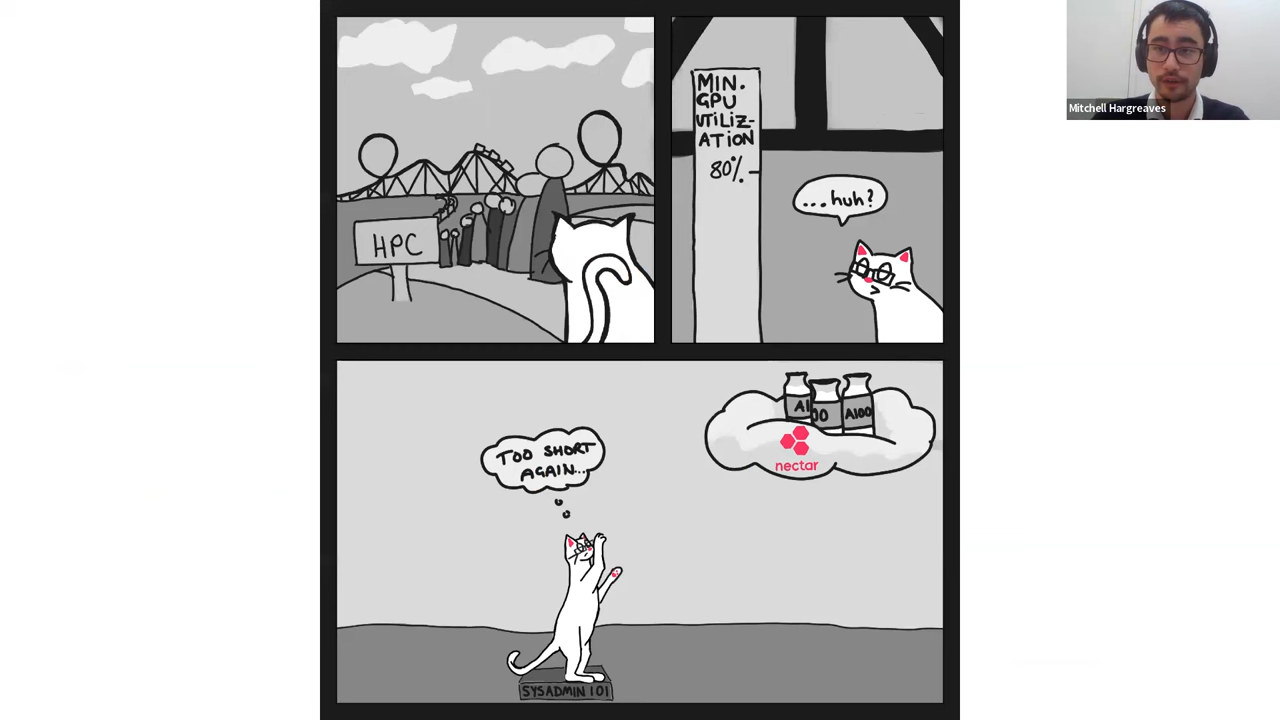 HPC
MIN.
GPU
UTILIZ-
ATION
80%
...huh?
TOO SHORT
AGAIN...
A100
nectar
SYSADMIN 101
Mitchell Hargreaves